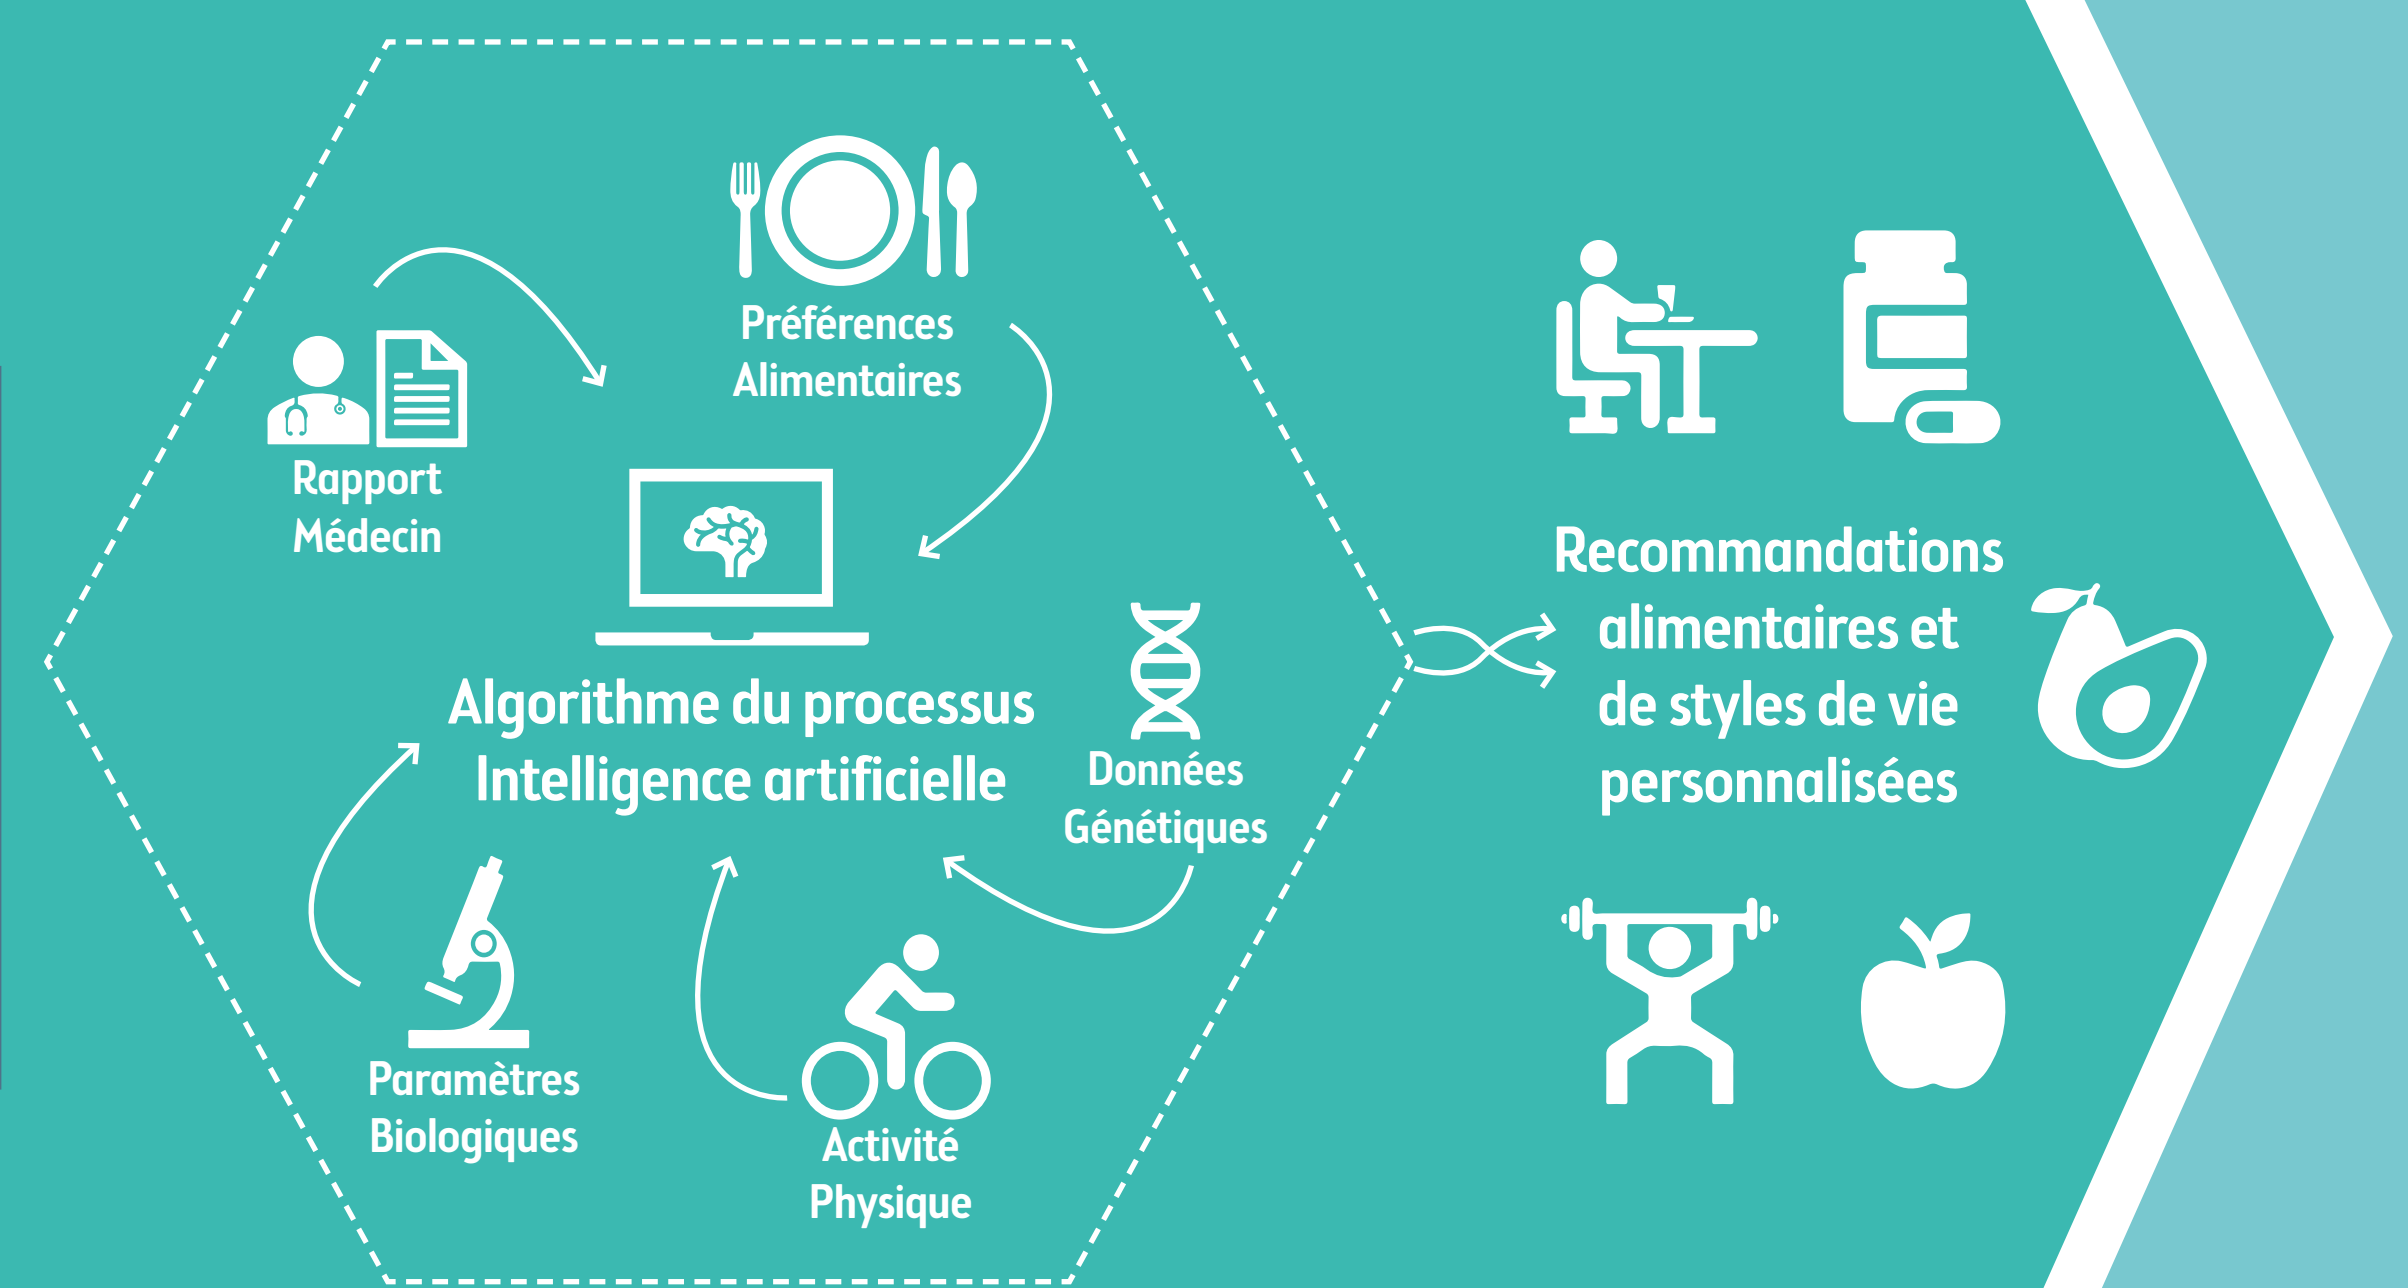 Préférences
Alimentaires
Rapport
Médecin
Algorithme du processus
Intelligence artificielle
Données
Génétiques
Paramètres
Biologiques
Activité
Physique
Recommandations
alimentaires et
de styles de vie
personnalisées